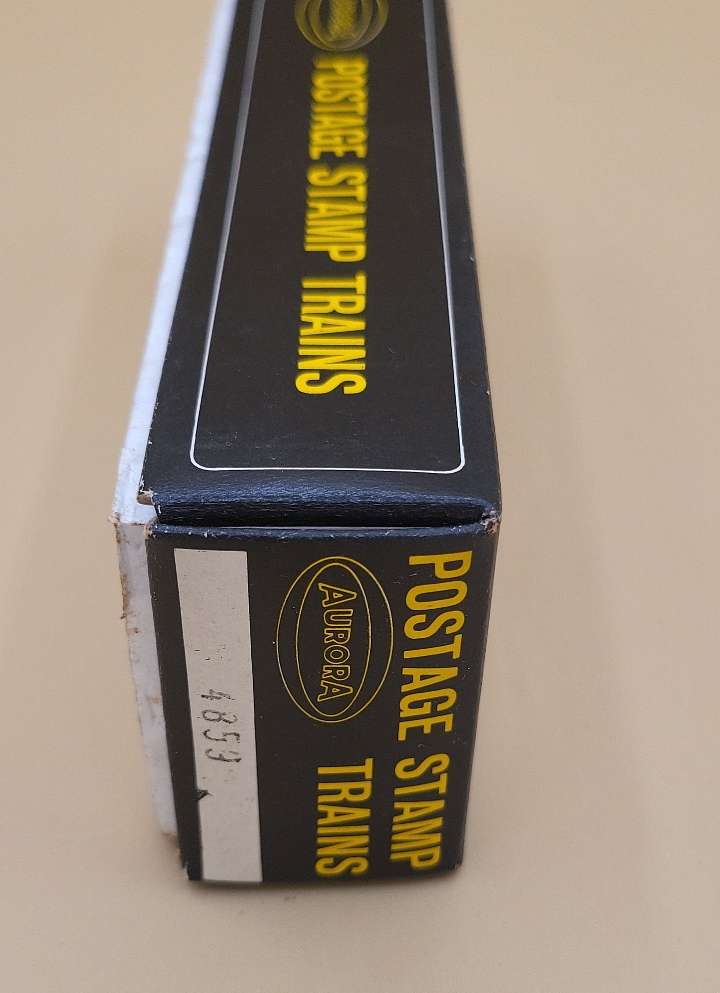 POSTAGE STAMP TRAINS
POSTAGE STAMP
TRAINS
AURORA
4859